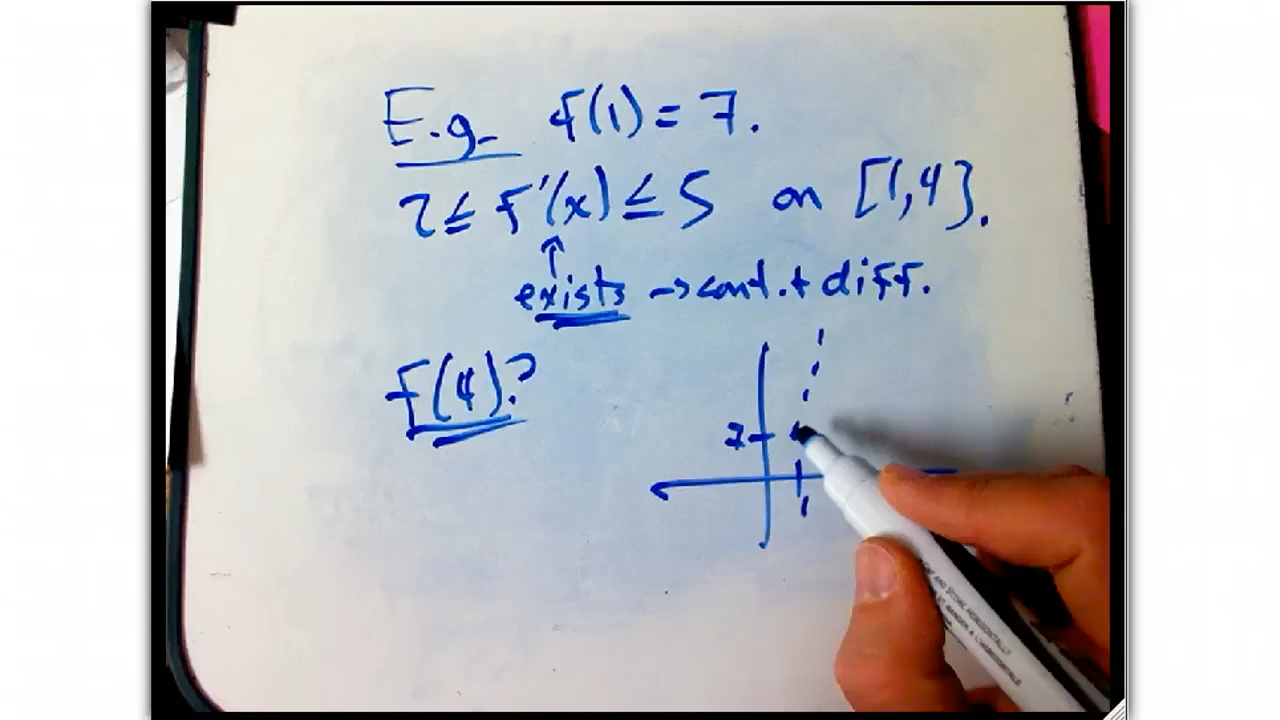 E.g. f(1) = 7.
2 ≤ f'(x) ≤ 5 on [1,4].
↑
exists → cont. + diff.
f(4)?
7
1